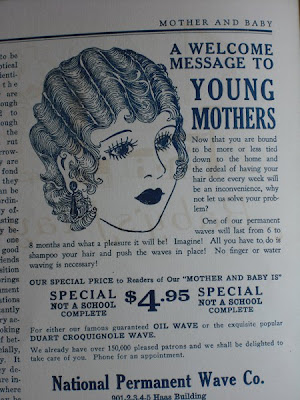 MOTHER AND BABY
A WELCOME
MESSAGE TO
YOUNG
MOTHERS
Now that you are bound
to be more or less tied
down to the home and
the ordeal of having your
hair done every week will
be an inconvenience, why
not let us solve your prob-
lem?
One of our permanent
waves will last from 6 to
8 months and what a pleasure it will be! Imagine! All you have to do is
shampoo your hair and push the waves in place! No finger or water
waving is necessary!
OUR SPECIAL PRICE to Readers of Our "MOTHER AND BABY IS"
SPECIAL
NOT A SCHOOL
COMPLETE
$4.95
SPECIAL
NOT A SCHOOL
COMPLETE
For either our famous guaranteed OIL WAVE or the exquisite popular
DUART CROQUIGNOLE WAVE.
We already have over 150,000 pleased patrons and we shall be delighted to
take care of you. Phone for an appointment.
National Permanent Wave Co.
901-2-3-4-5 Haas Building